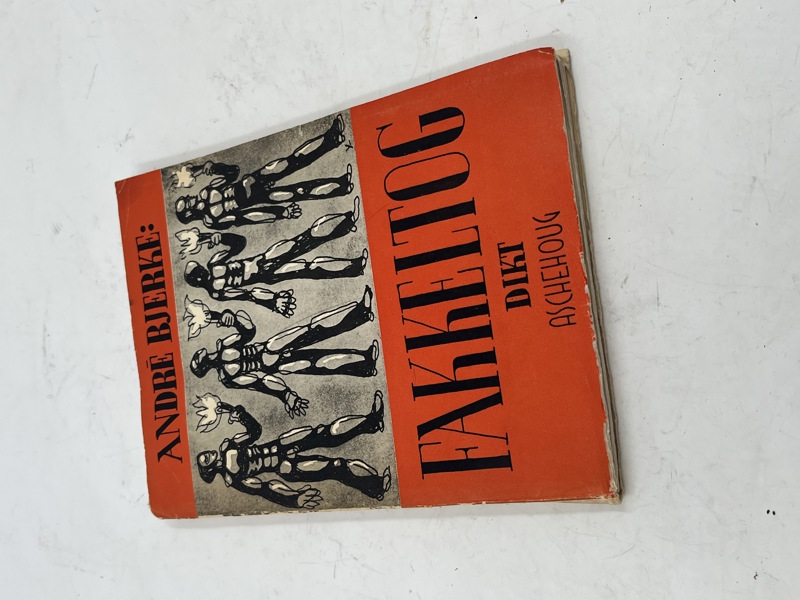 ANDRÉ BJERKE:
FAKKELTOG
DIKT
ASCHEHOUG